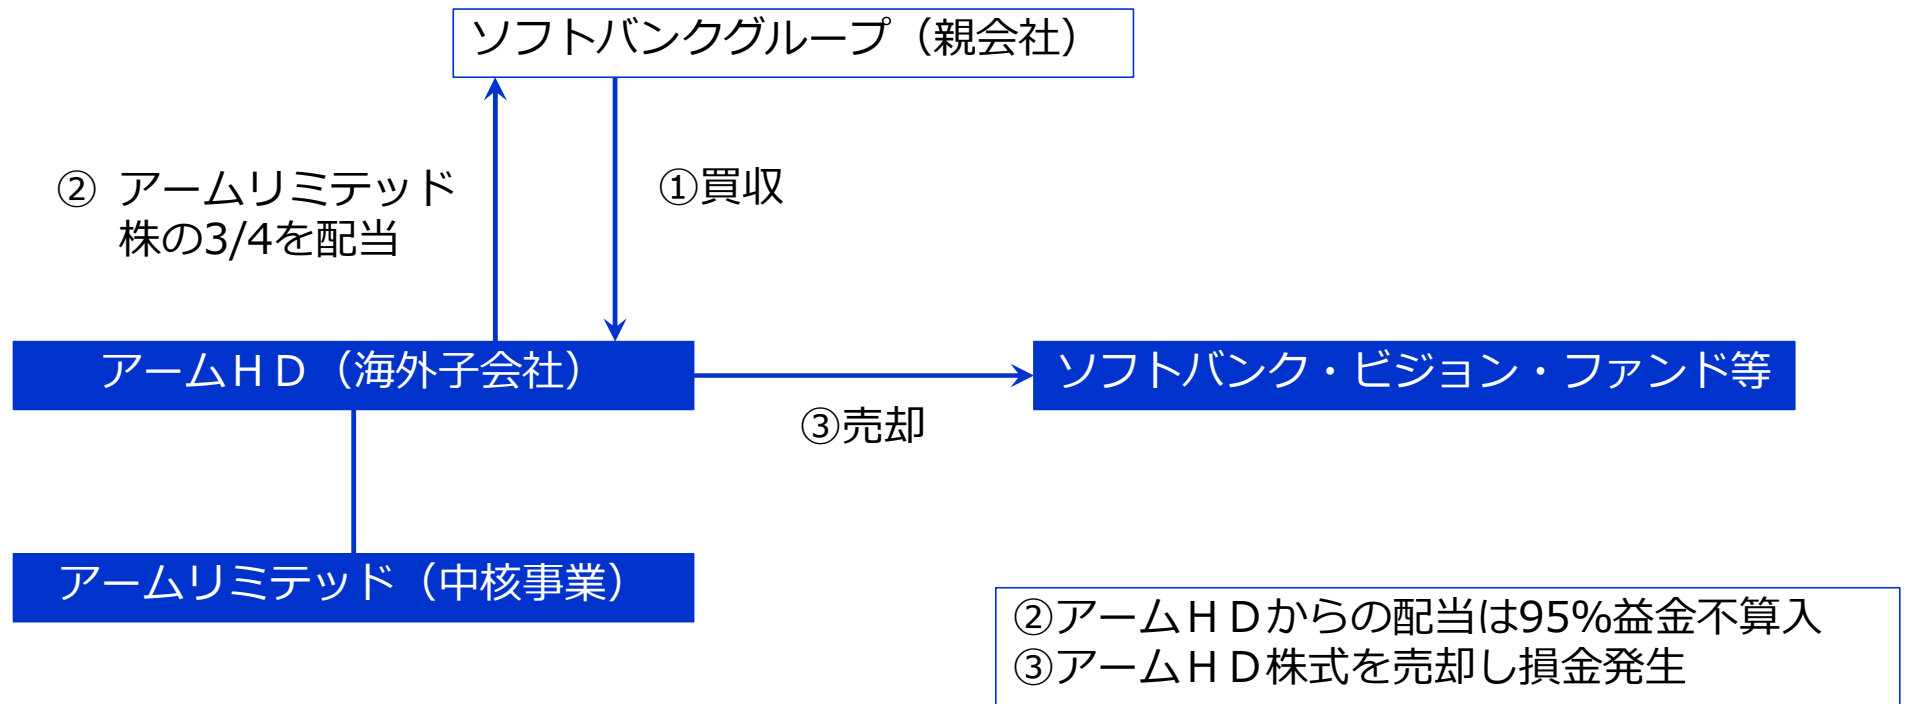 ソフトバンクグループ（親会社）
② アームリミテッド
株の3/4を配当
①買収
アームＨＤ（海外子会社）
ソフトバンク・ビジョン・ファンド等
③売却
アームリミテッド（中核事業）
②アームＨＤからの配当は95%益金不算入
③アームＨＤ株式を売却し損金発生